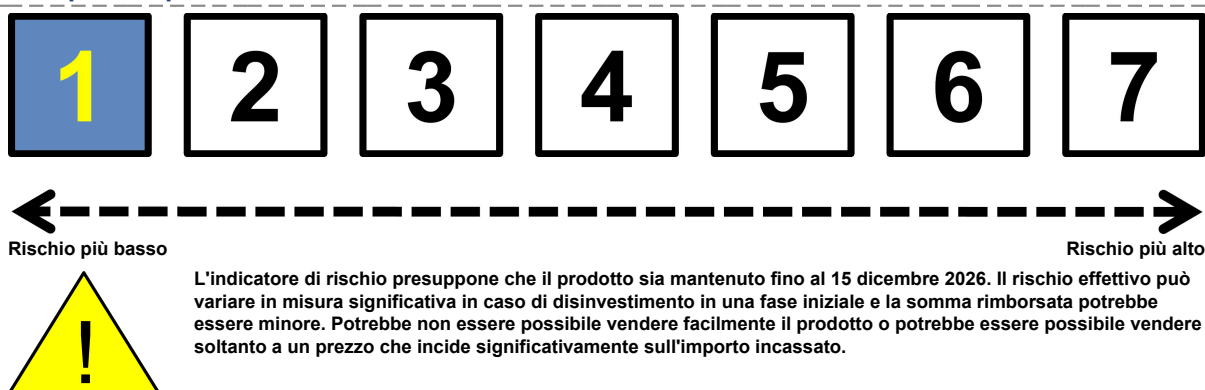 1 2 3 4 5 6 7
Rischio più basso Rischio più alto
!
L'indicatore di rischio presuppone che il prodotto sia mantenuto fino al 15 dicembre 2026. Il rischio effettivo può
variare in misura significativa in caso di disinvestimento in una fase iniziale e la somma rimborsata potrebbe
essere minore. Potrebbe non essere possibile vendere facilmente il prodotto o potrebbe essere possibile vendere
soltanto a un prezzo che incide significativamente sull'importo incassato.